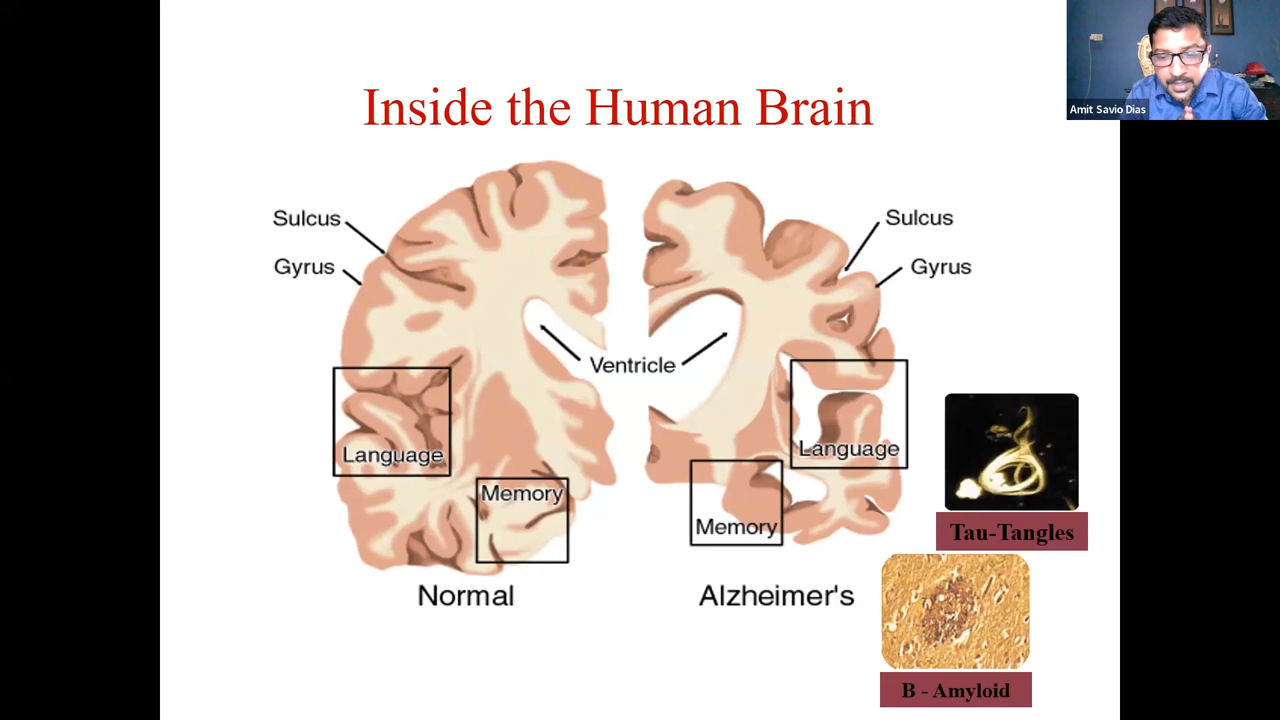 Amit Savio Dias
Inside the Human Brain
Sulcus
Gyrus
Sulcus
Gyrus
Ventricle
Language
Memory
Language
Memory
Normal
Alzheimer's
Tau-Tangles
B - Amyloid